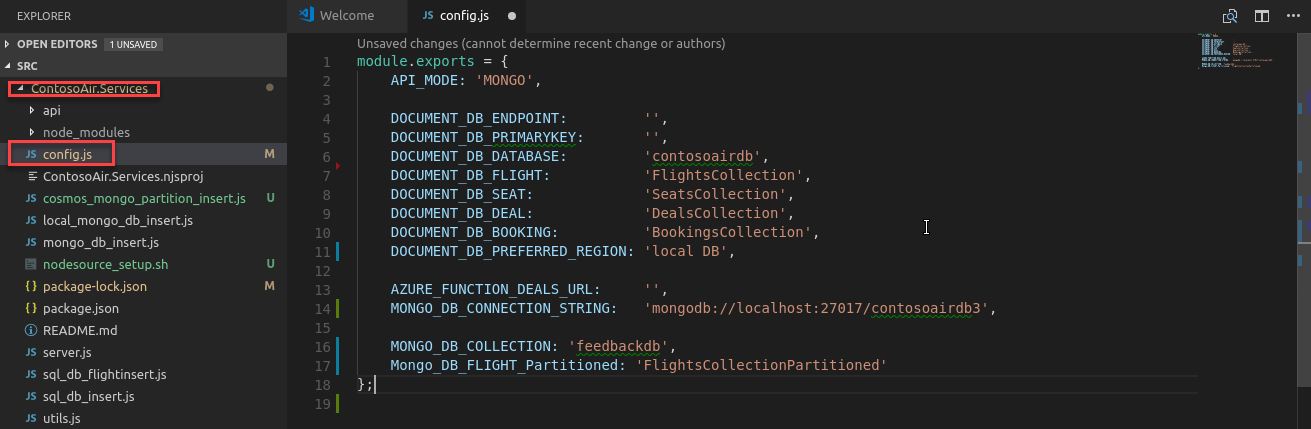 EXPLORER
OPEN EDITORS 1 UNSAVED
SRC
ContosoAir.Services
api
node_modules
JS config.js M
ContosoAir.Services.njsproj
JS cosmos_mongo_partition_insert.js U
JS local_mongo_db_insert.js
JS mongo_db_insert.js
nodesource_setup.sh U
{} package-lock.json M
{} package.json
README.md
JS server.js
JS sql_db_flightinsert.js
JS sql_db_insert.js
JS utils.js
Welcome
JS config.js
Unsaved changes (cannot determine recent change or authors)
1 module.exports = {
2 API_MODE: 'MONGO',
3
4 DOCUMENT_DB_ENDPOINT: '',
5 DOCUMENT_DB_PRIMARYKEY: '',
6 DOCUMENT_DB_DATABASE: 'contosoairdb',
7 DOCUMENT_DB_FLIGHT: 'FlightsCollection',
8 DOCUMENT_DB_SEAT: 'SeatsCollection',
9 DOCUMENT_DB_DEAL: 'DealsCollection',
10 DOCUMENT_DB_BOOKING: 'BookingsCollection',
11 DOCUMENT_DB_PREFERRED_REGION: 'local DB',
12
13 AZURE_FUNCTION_DEALS_URL: '',
14 MONGO_DB_CONNECTION_STRING: 'mongodb://localhost:27017/contosoairdb3',
15
16 MONGO_DB_COLLECTION: 'feedbackdb',
17 Mongo_DB_FLIGHT_Partitioned: 'FlightsCollectionPartitioned'
18 };
19